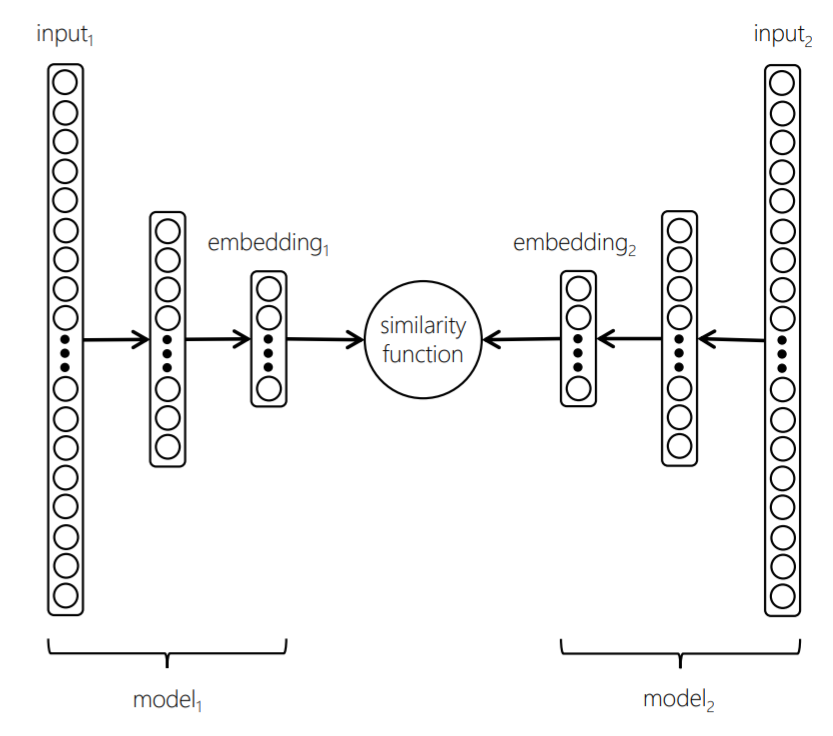 input₁
input₂
embedding₁
embedding₂
similarity
function
model₁
model₂